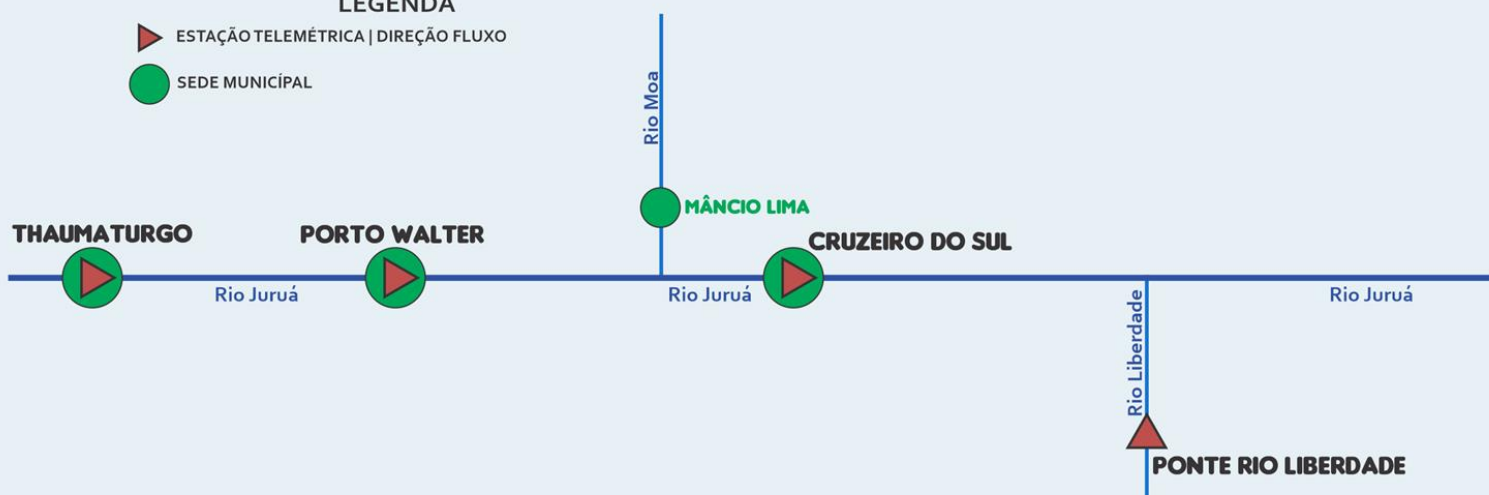 LEGENDA
ESTAÇÃO TELEMÉTRICA | DIREÇÃO FLUXO
SEDE MUNICÍPAL
Rio Moa
MÂNCIO LIMA
THAUMATURGO
PORTO WALTER
CRUZEIRO DO SUL
Rio Juruá
Rio Juruá
Rio Juruá
Rio Liberdade
PONTE RIO LIBERDADE